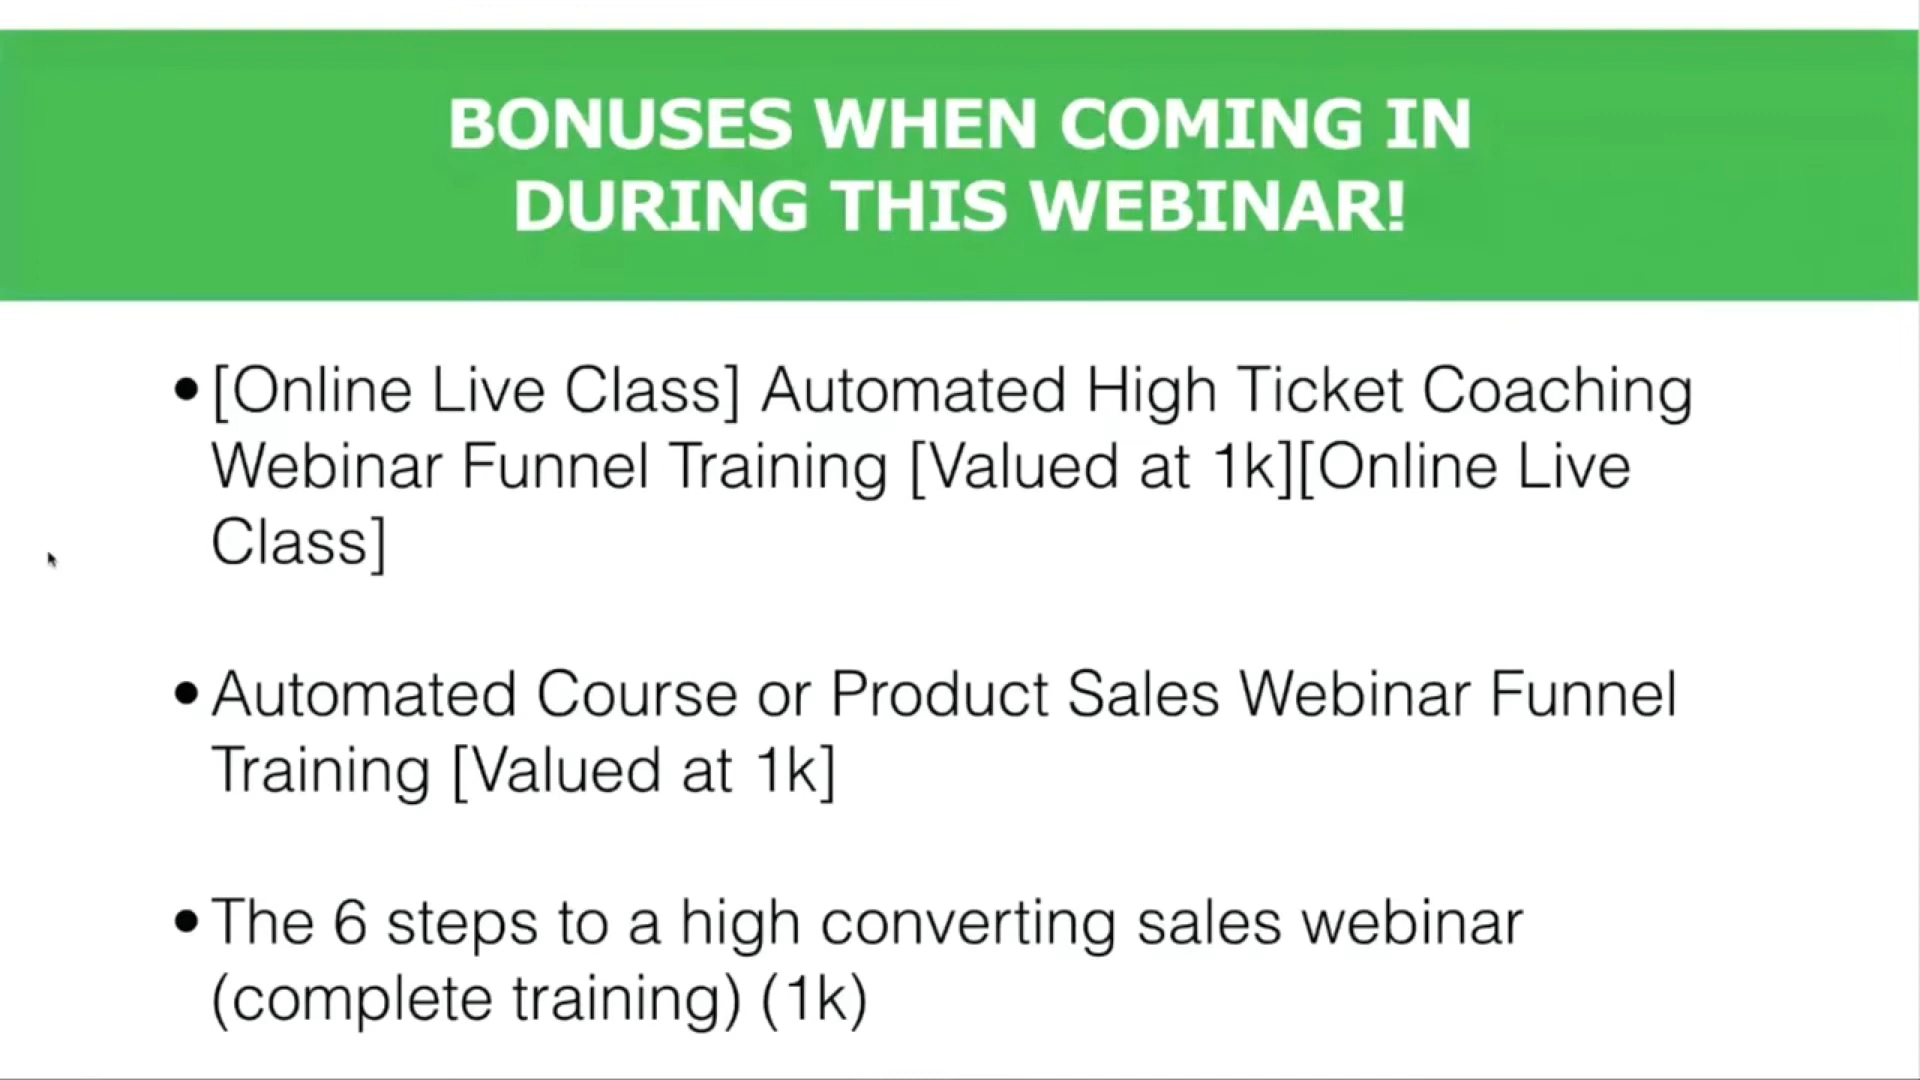 BONUSES WHEN COMING IN
DURING THIS WEBINAR!
•[Online Live Class] Automated High Ticket Coaching
Webinar Funnel Training [Valued at 1k][Online Live
Class]
•Automated Course or Product Sales Webinar Funnel
Training [Valued at 1k]
•The 6 steps to a high converting sales webinar
(complete training) (1k)